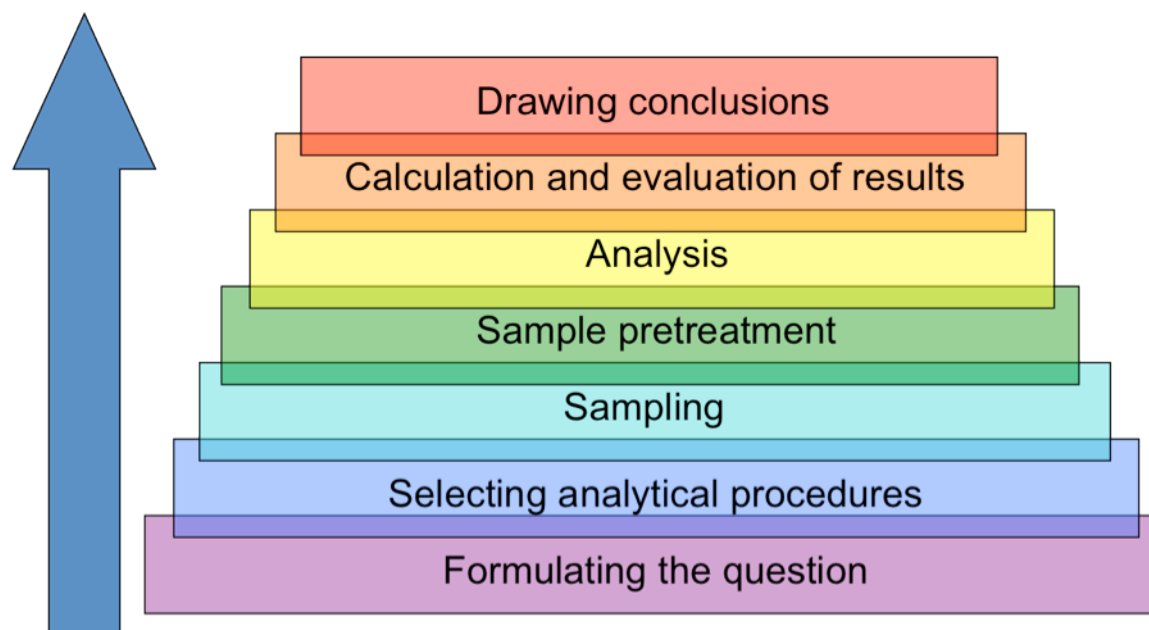 Drawing conclusions
Calculation and evaluation of results
Analysis
Sample pretreatment
Sampling
Selecting analytical procedures
Formulating the question